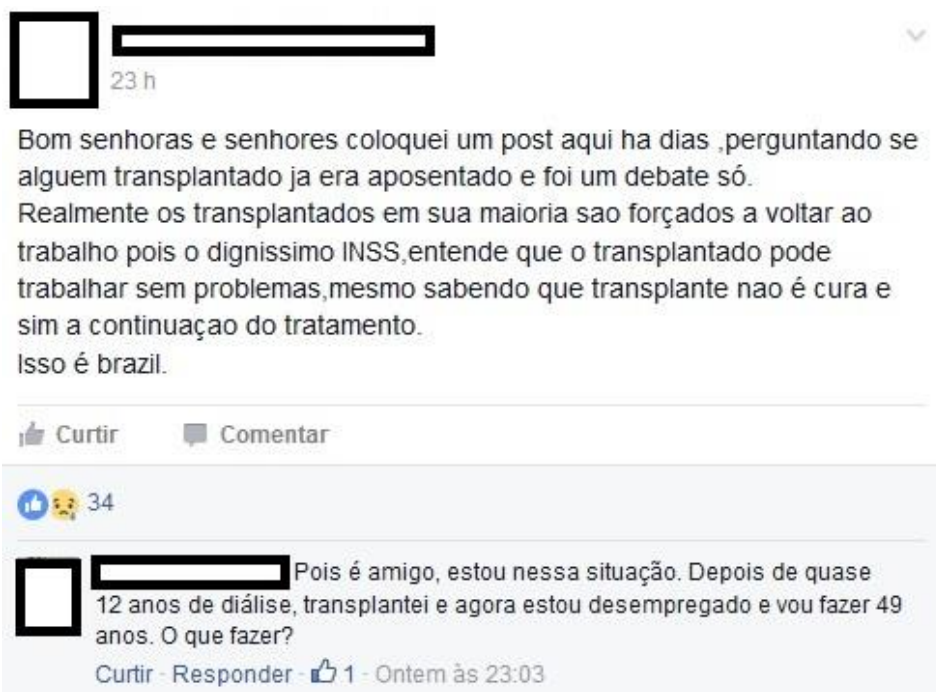 23 h
Bom senhoras e senhores coloquei um post aqui ha dias ,perguntando se
alguem transplantado ja era aposentado e foi um debate só.
Realmente os transplantados em sua maioria sao forçados a voltar ao
trabalho pois o dignissimo INSS,entende que o transplantado pode
trabalhar sem problemas,mesmo sabendo que transplante nao é cura e
sim a continuaçao do tratamento.
Isso é brazil.
Curtir Comentar
34
Pois é amigo, estou nessa situação. Depois de quase
12 anos de diálise, transplantei e agora estou desempregado e vou fazer 49
anos. O que fazer?
Curtir · Responder · 1 · Ontem às 23:03